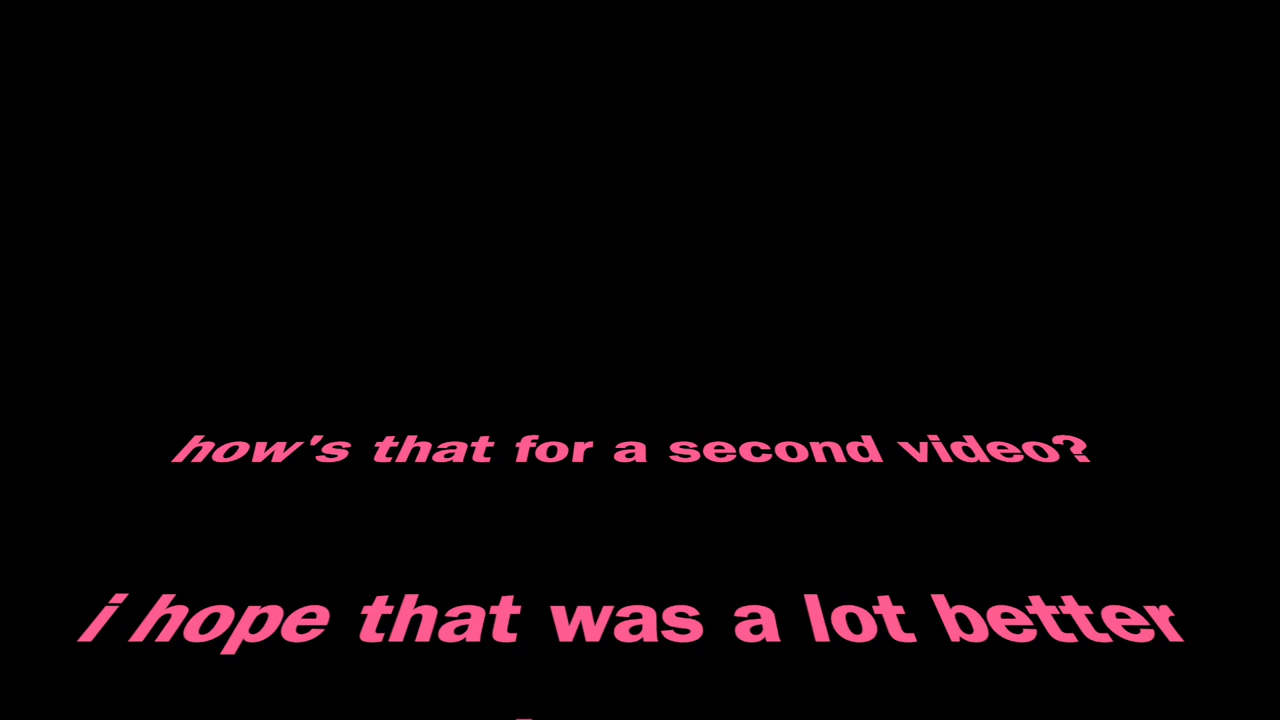 how's that for a second video?
i hope that was a lot better